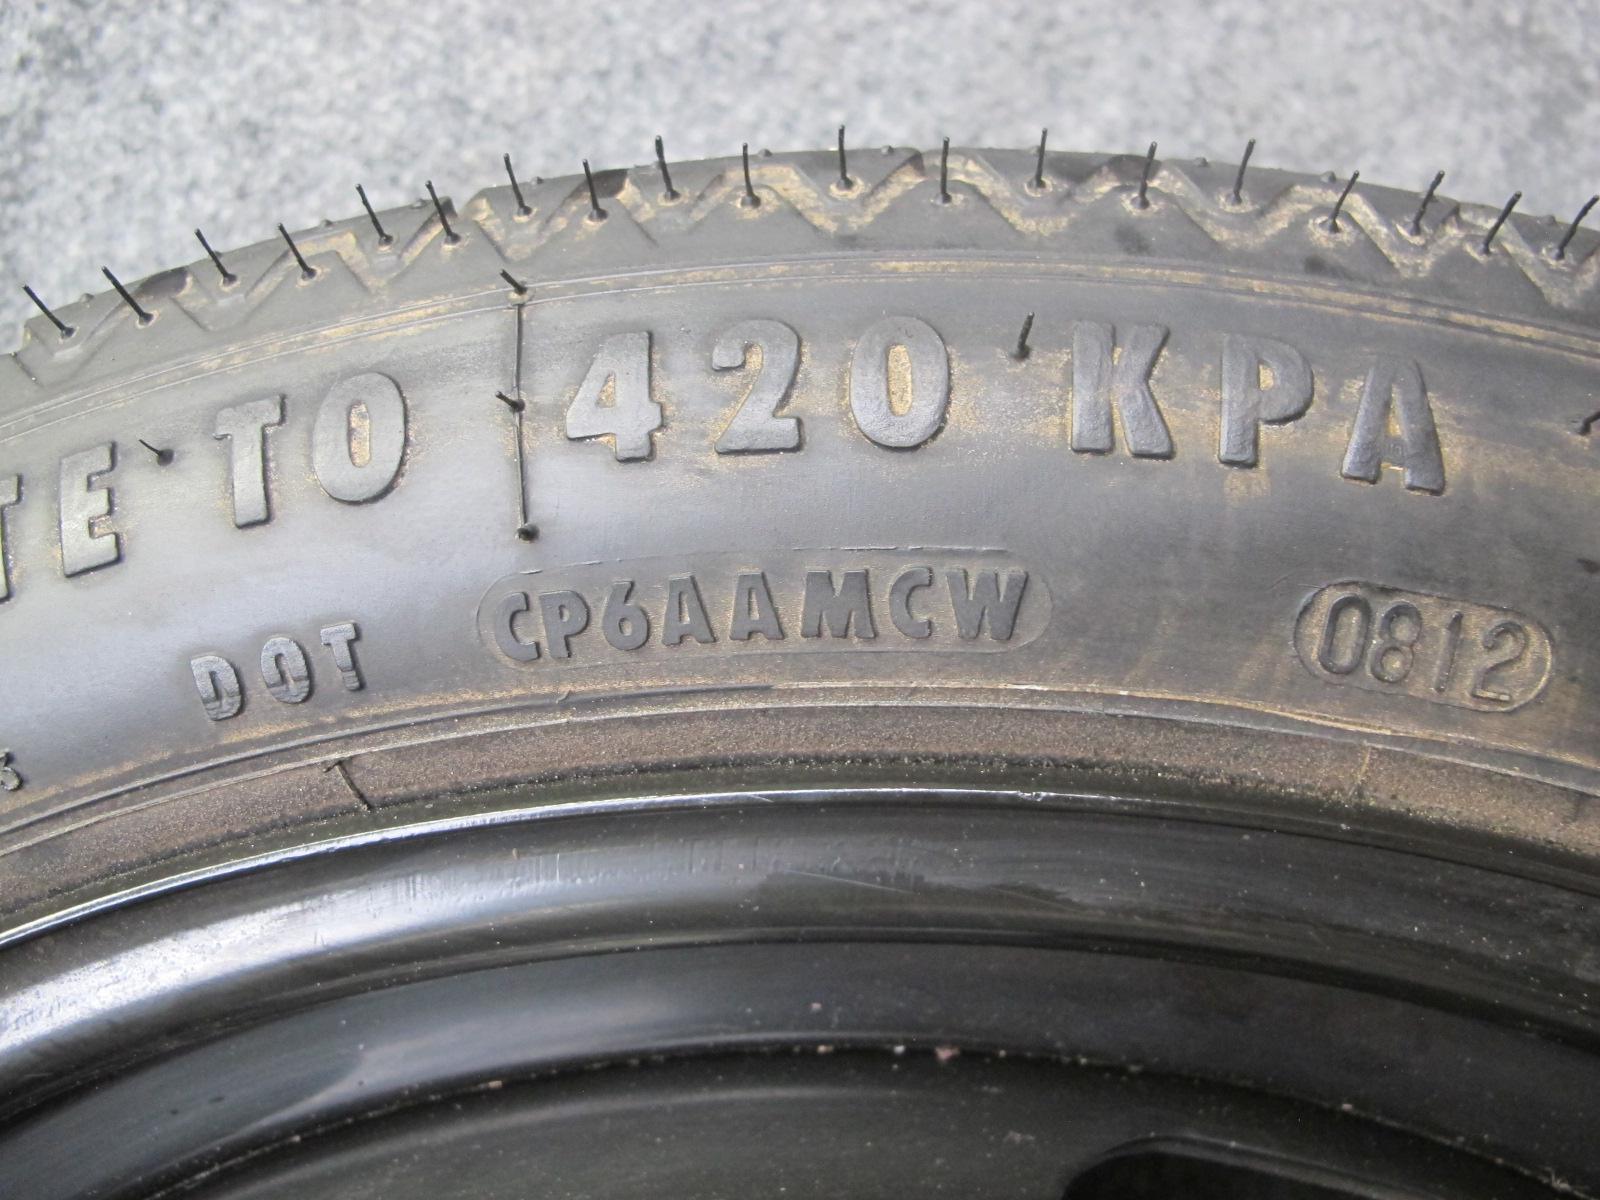 TE TO 420 KPA
DOT CP6AAMCW 0812